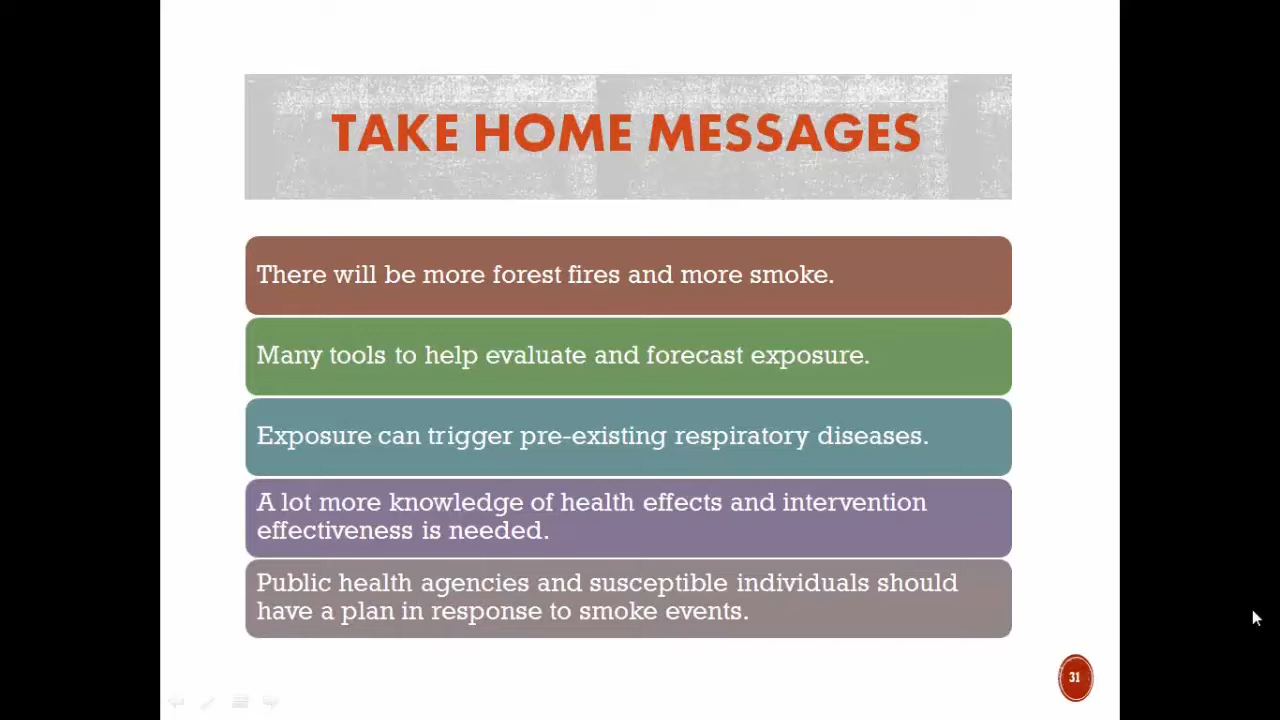 TAKE HOME MESSAGES
There will be more forest fires and more smoke.
Many tools to help evaluate and forecast exposure.
Exposure can trigger pre-existing respiratory diseases.
A lot more knowledge of health effects and intervention
effectiveness is needed.
Public health agencies and susceptible individuals should
have a plan in response to smoke events.
31